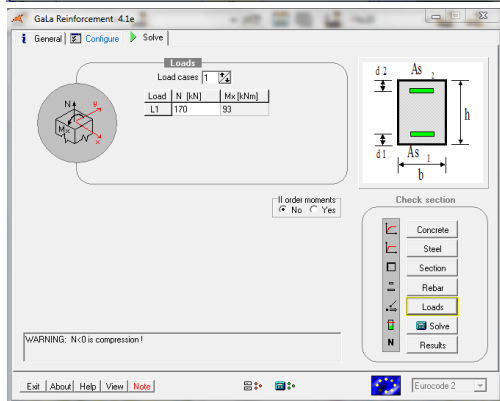 GaLa Reinforcement 4.1e
General Configure Solve
Loads
Load cases 1
Load N [kN] Mx [kNm]
L1 170 93
N
y
Mx
x
d 2 As 2
h
d 1 As 1
b
II order moments
No Yes
Check section
Concrete
Steel
Section
Rebar
Loads
Solve
N Results
WARNING: N<0 is compression !
Exit About Help View Note
Eurocode 2